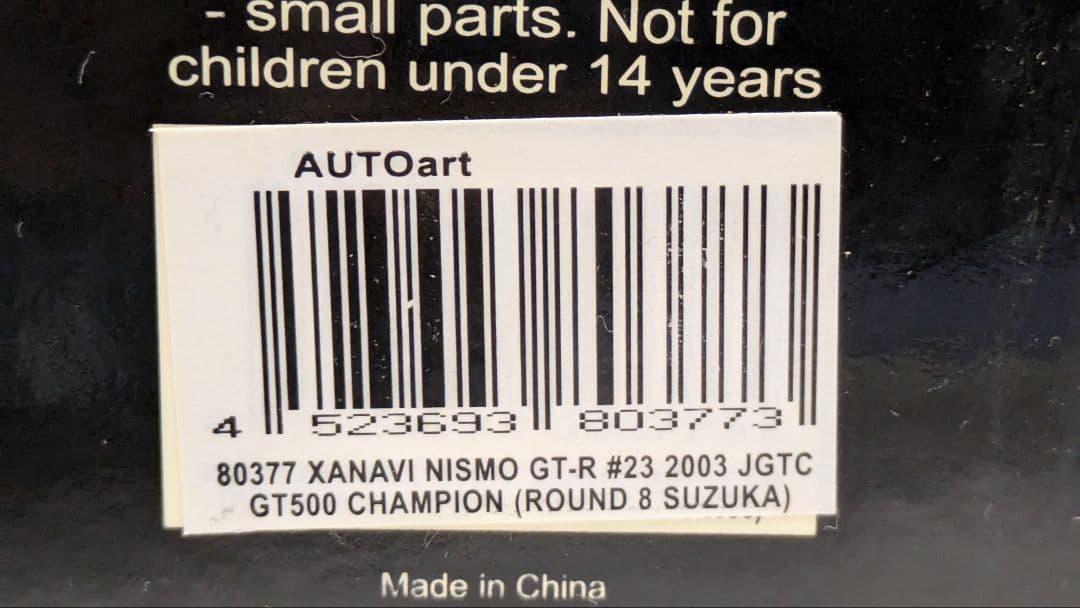 - small parts. Not for
children under 14 years
AUTOart
4 523693 803773
80377 XANAVI NISMO GT-R #23 2003 JGTC
GT500 CHAMPION (ROUND 8 SUZUKA)
Made in China